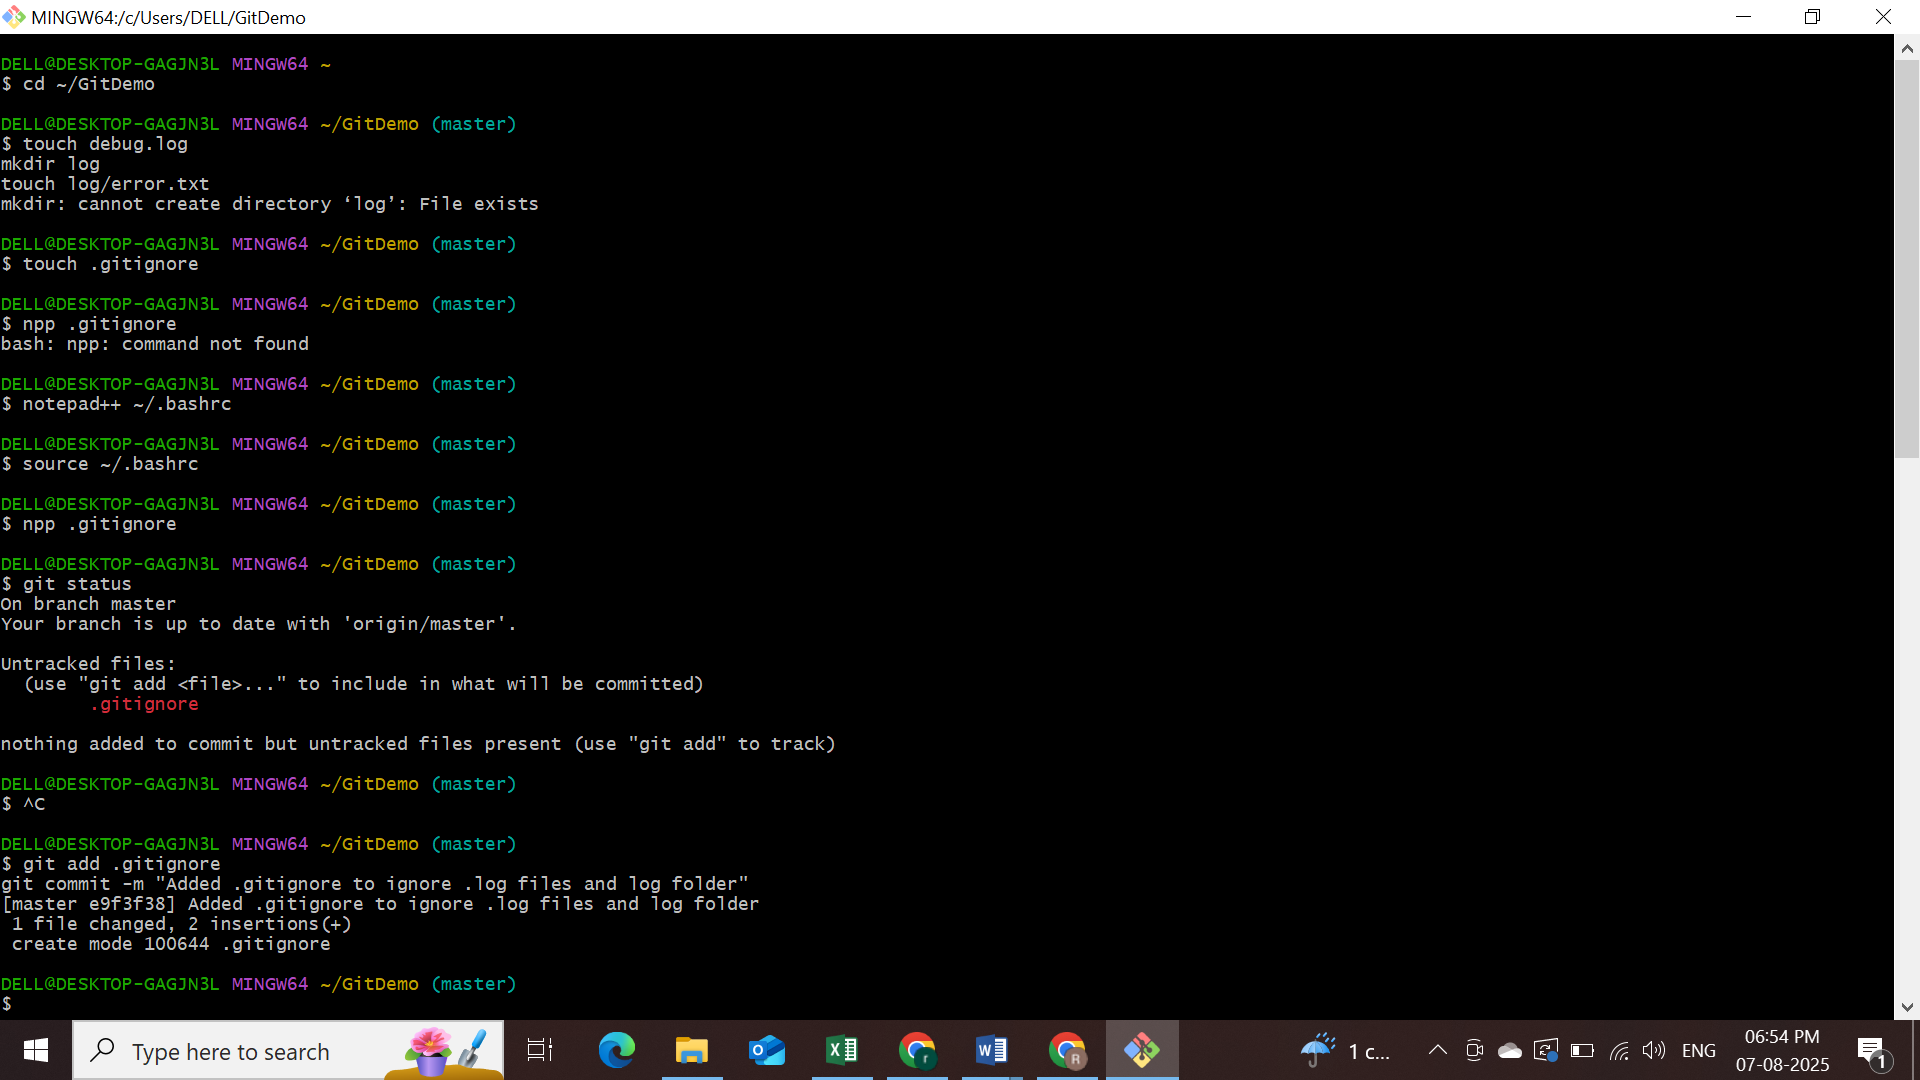 MINGW64:/c/Users/DELL/GitDemo
DELL@DESKTOP-GAGJN3L MINGW64 ~
$ cd ~/GitDemo
DELL@DESKTOP-GAGJN3L MINGW64 ~/GitDemo (master)
$ touch debug.log
mkdir log
touch log/error.txt
mkdir: cannot create directory ‘log’: File exists
DELL@DESKTOP-GAGJN3L MINGW64 ~/GitDemo (master)
$ touch .gitignore
DELL@DESKTOP-GAGJN3L MINGW64 ~/GitDemo (master)
$ npp .gitignore
bash: npp: command not found
DELL@DESKTOP-GAGJN3L MINGW64 ~/GitDemo (master)
$ notepad++ ~/.bashrc
DELL@DESKTOP-GAGJN3L MINGW64 ~/GitDemo (master)
$ source ~/.bashrc
DELL@DESKTOP-GAGJN3L MINGW64 ~/GitDemo (master)
$ npp .gitignore
DELL@DESKTOP-GAGJN3L MINGW64 ~/GitDemo (master)
$ git status
On branch master
Your branch is up to date with 'origin/master'.
Untracked files:
  (use "git add <file>..." to include in what will be committed)
        .gitignore
nothing added to commit but untracked files present (use "git add" to track)
DELL@DESKTOP-GAGJN3L MINGW64 ~/GitDemo (master)
$ ^C
DELL@DESKTOP-GAGJN3L MINGW64 ~/GitDemo (master)
$ git add .gitignore
git commit -m "Added .gitignore to ignore .log files and log folder"
[master e9f3f38] Added .gitignore to ignore .log files and log folder
 1 file changed, 2 insertions(+)
 create mode 100644 .gitignore
DELL@DESKTOP-GAGJN3L MINGW64 ~/GitDemo (master)
$
Type here to search
1 c...
ENG
06:54 PM
07-08-2025
1